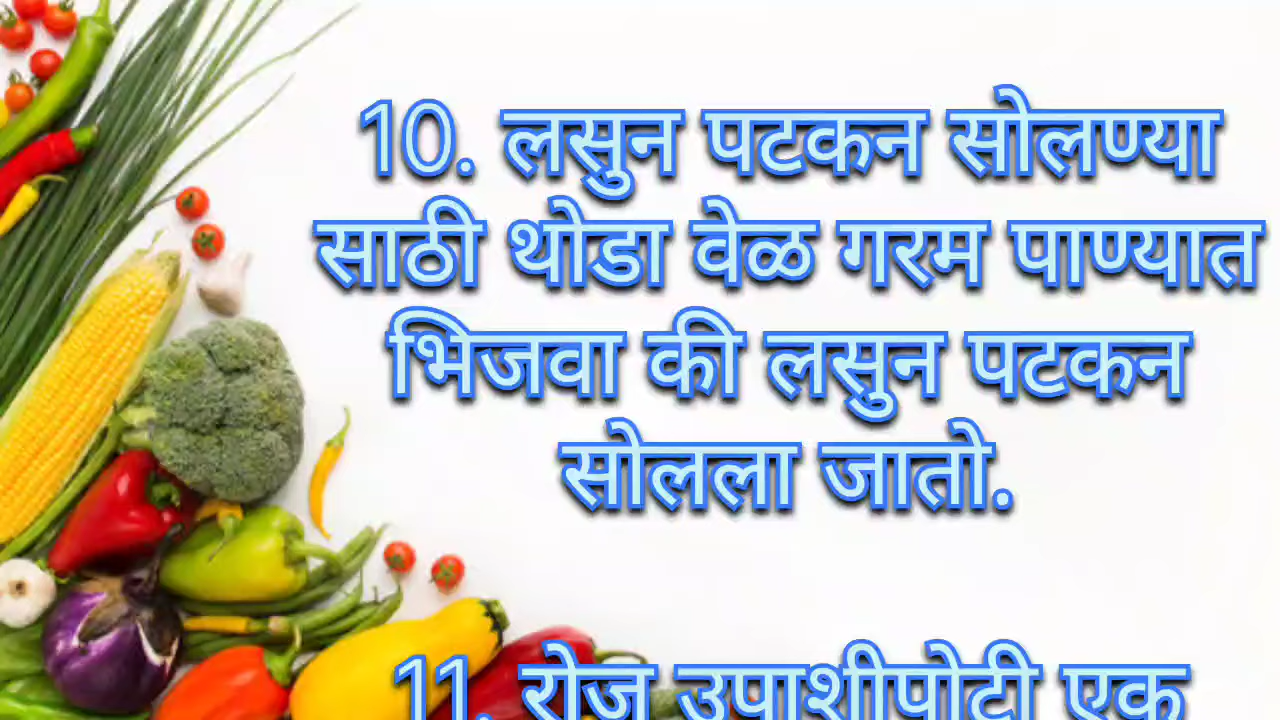 10. लसुन पटकन सोलण्या
साठी थोडा वेळ गरम पाण्यात
भिजवा की लसुन पटकन
सोलला जातो.
11. रोज उपाशीपोटी एक